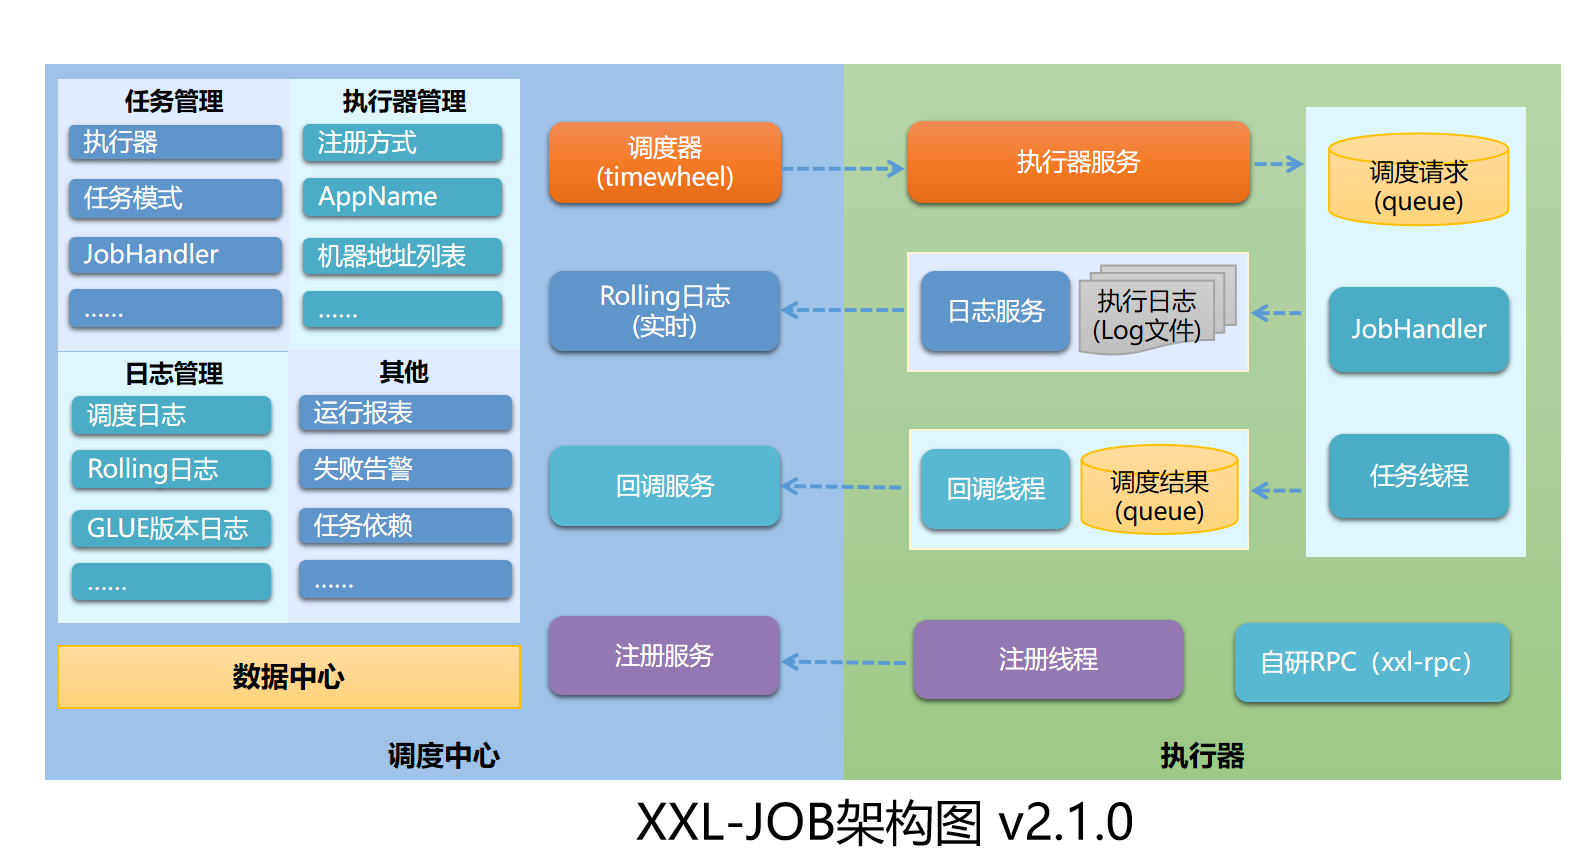 任务管理
执行器
任务模式
JobHandler
......
执行器管理
注册方式
AppName
机器地址列表
......
日志管理
调度日志
Rolling日志
GLUE版本日志
......
其他
运行报表
失败告警
任务依赖
......
数据中心
调度器
(timewheel)
Rolling日志
(实时)
回调服务
注册服务
调度中心
执行器服务
日志服务
执行日志
(Log文件)
回调线程
调度结果
(queue)
注册线程
调度请求
(queue)
JobHandler
任务线程
自研RPC（xxl-rpc）
执行器
XXL-JOB架构图 v2.1.0